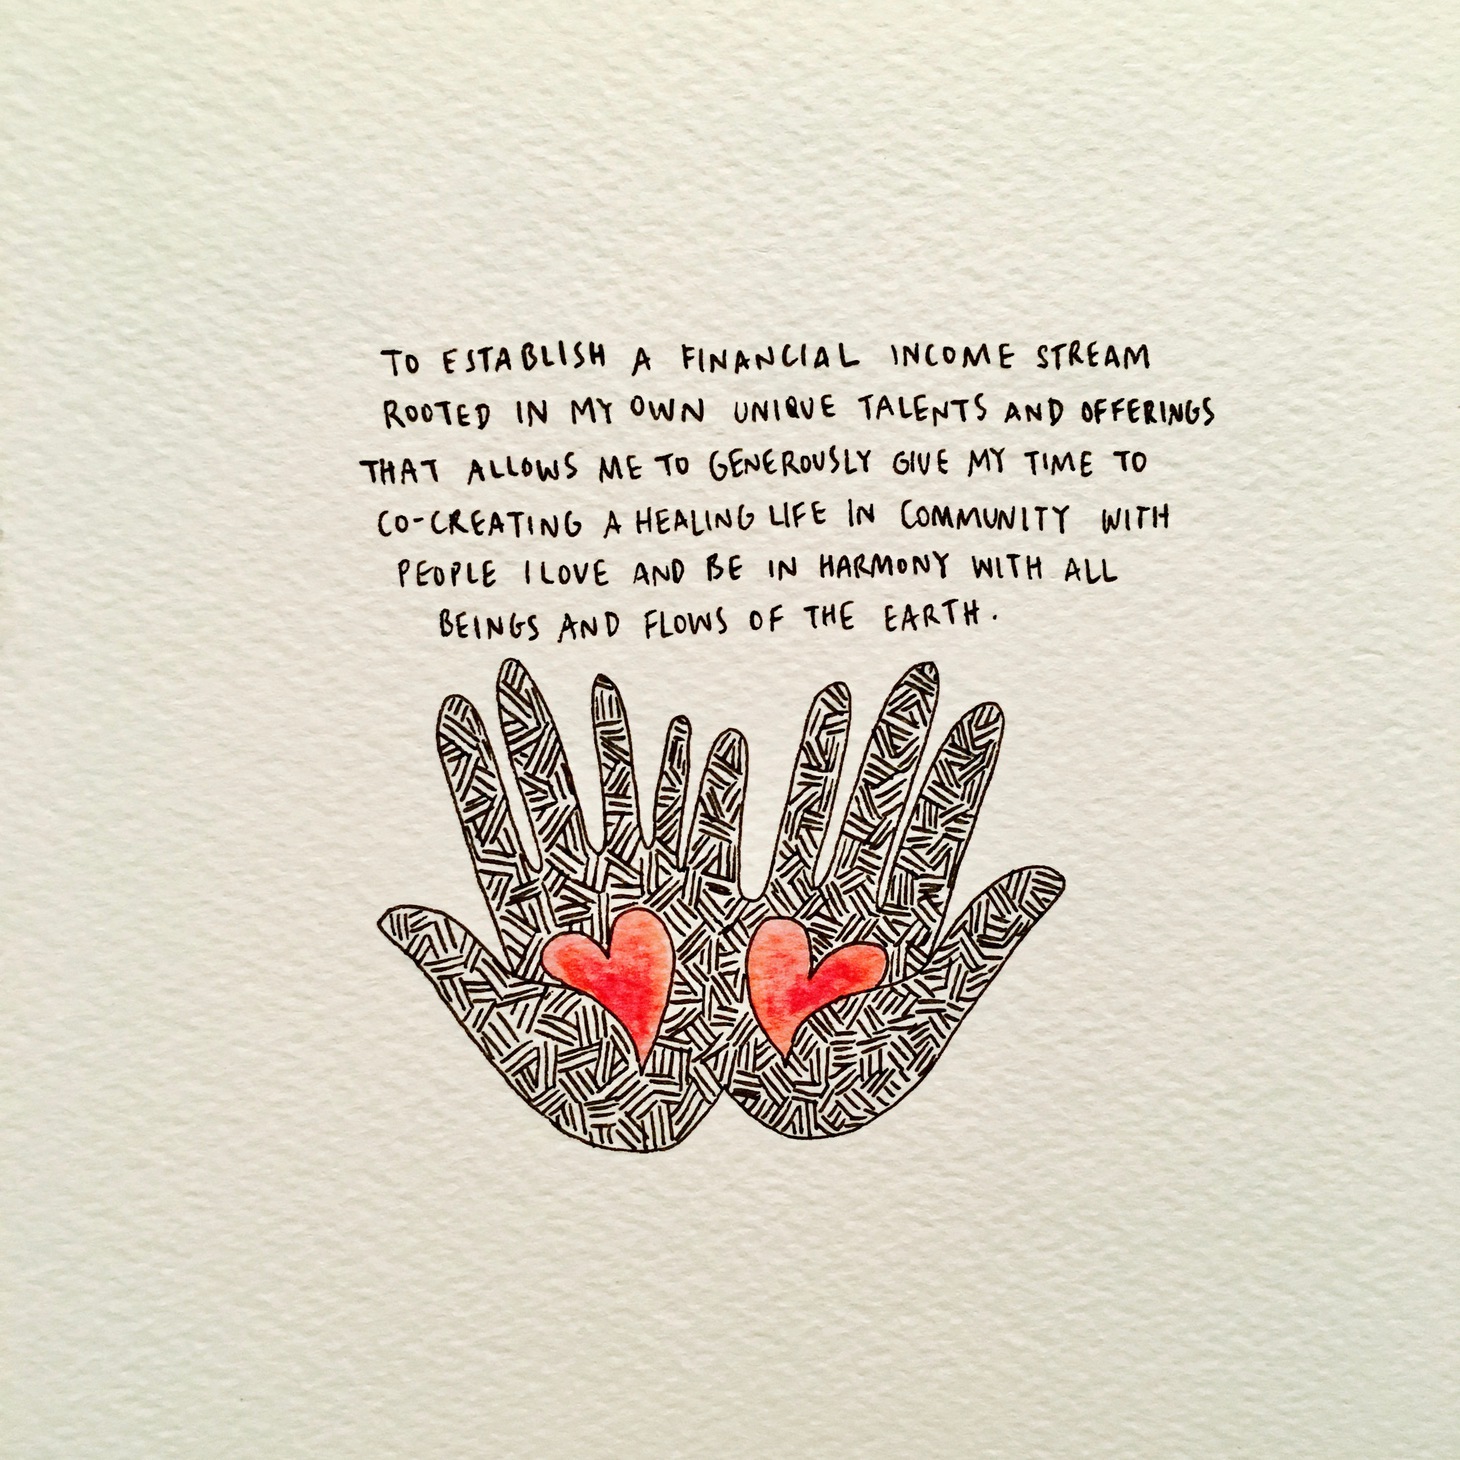 TO ESTABLISH A FINANCIAL INCOME STREAM
ROOTED IN MY OWN UNIQUE TALENTS AND OFFERINGS
THAT ALLOWS ME TO GENEROUSLY GIVE MY TIME TO
CO-CREATING A HEALING LIFE IN COMMUNITY WITH
PEOPLE I LOVE AND BE IN HARMONY WITH ALL
BEINGS AND FLOWS OF THE EARTH.